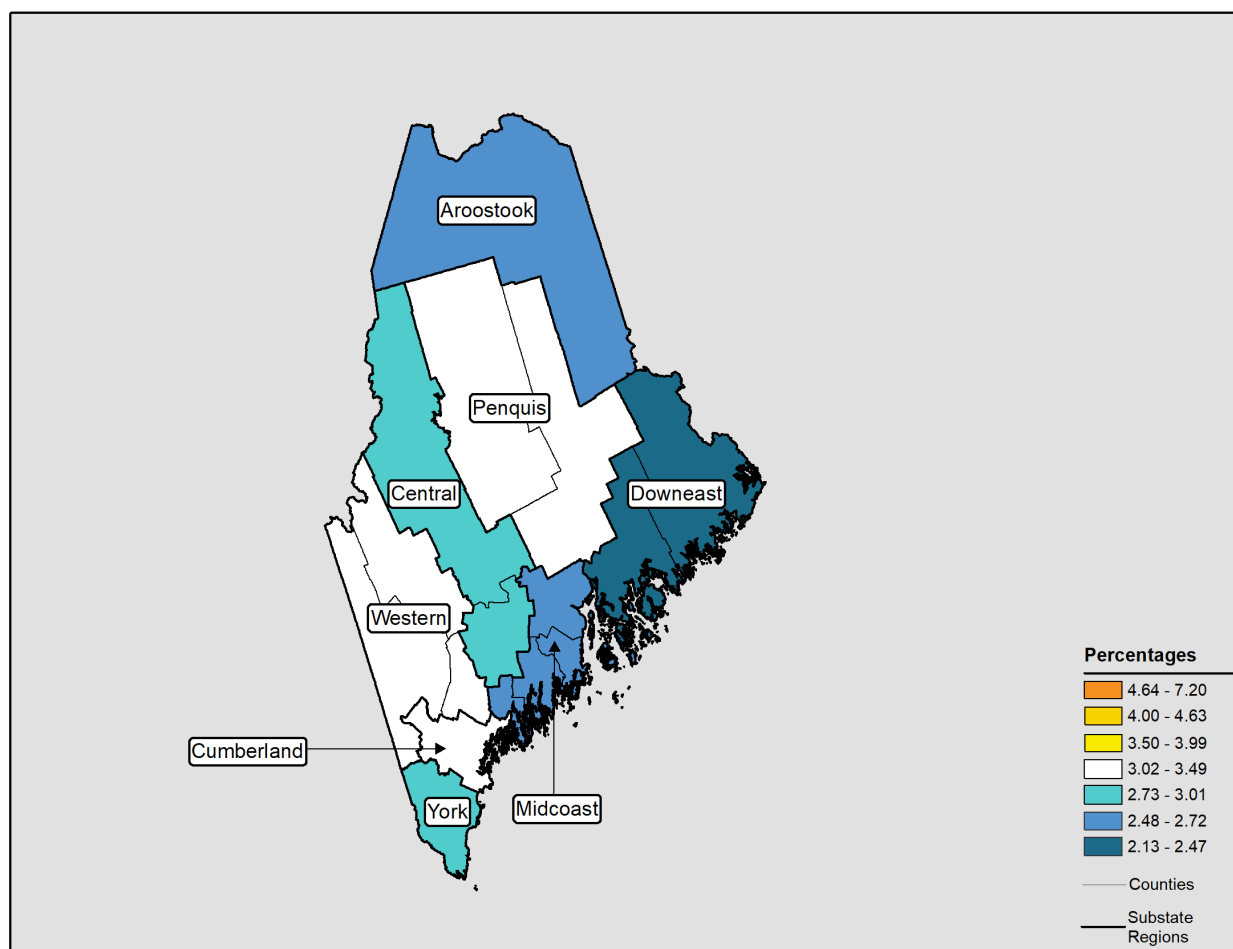 Aroostook
Penquis
Central
Downeast
Western
Cumberland
Midcoast
York
Percentages
4.64 - 7.20
4.00 - 4.63
3.50 - 3.99
3.02 - 3.49
2.73 - 3.01
2.48 - 2.72
2.13 - 2.47
Counties
Substate
Regions